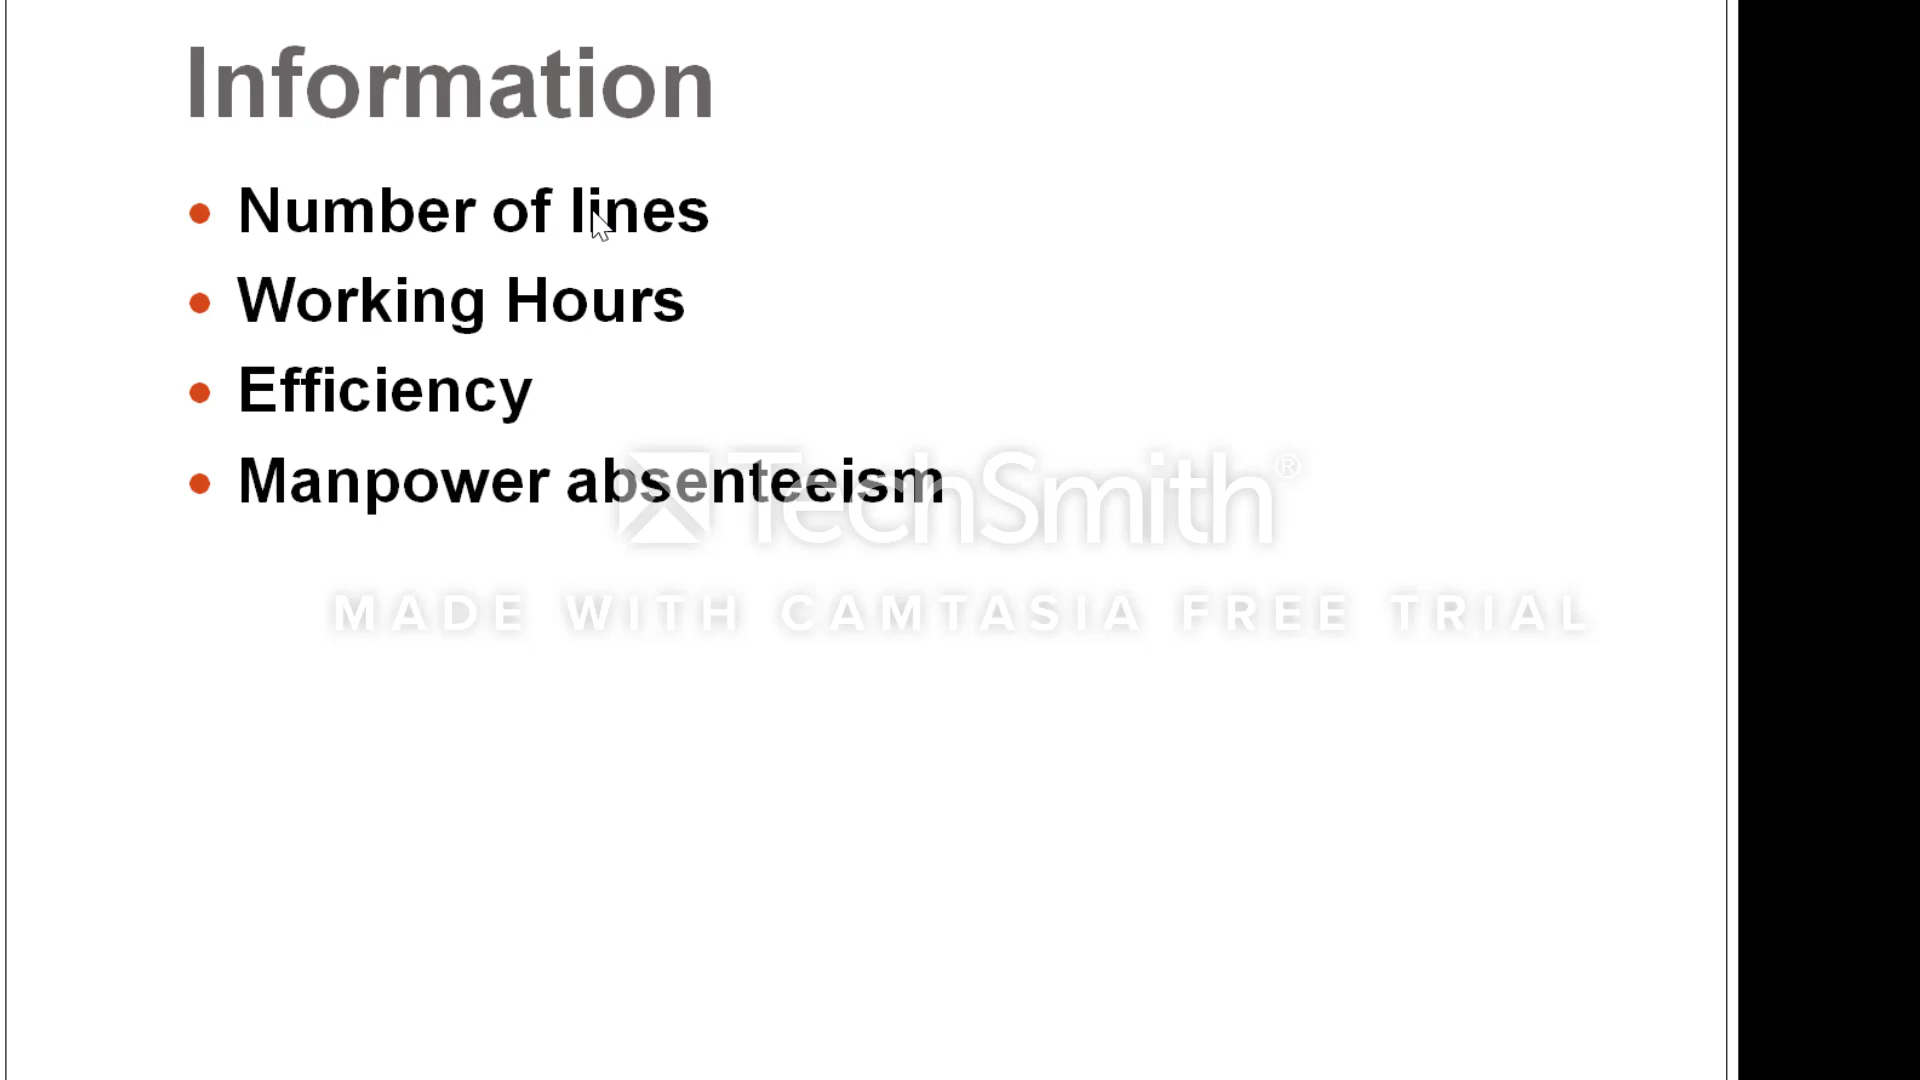 Information
Number of lines
Working Hours
Efficiency
Manpower absenteeism
TechSmith®
MADE WITH CAMTASIA FREE TRIAL